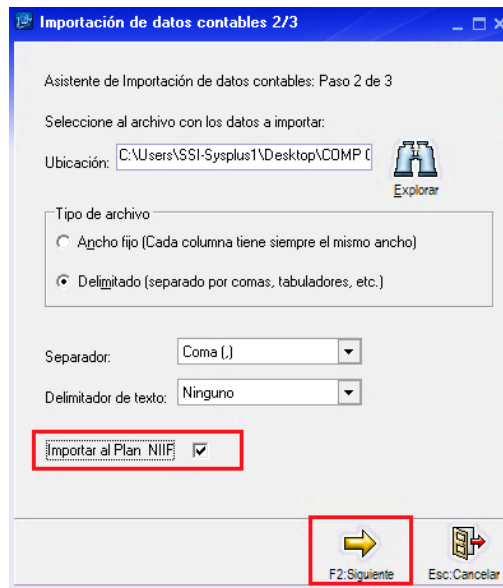 Importación de datos contables 2/3
Asistente de Importación de datos contables: Paso 2 de 3
Seleccione al archivo con los datos a importar:
Ubicación: C:\Users\SSI-Sysplus1\Desktop\COMP
Explorar
Tipo de archivo
Ancho fijo (Cada columna tiene siempre el mismo ancho)
Delimitado (separado por comas, tabuladores, etc.)
Separador: Coma (,)
Delimitador de texto: Ninguno
Importar al Plan NIIF
F2:Siguiente Esc:Cancelar